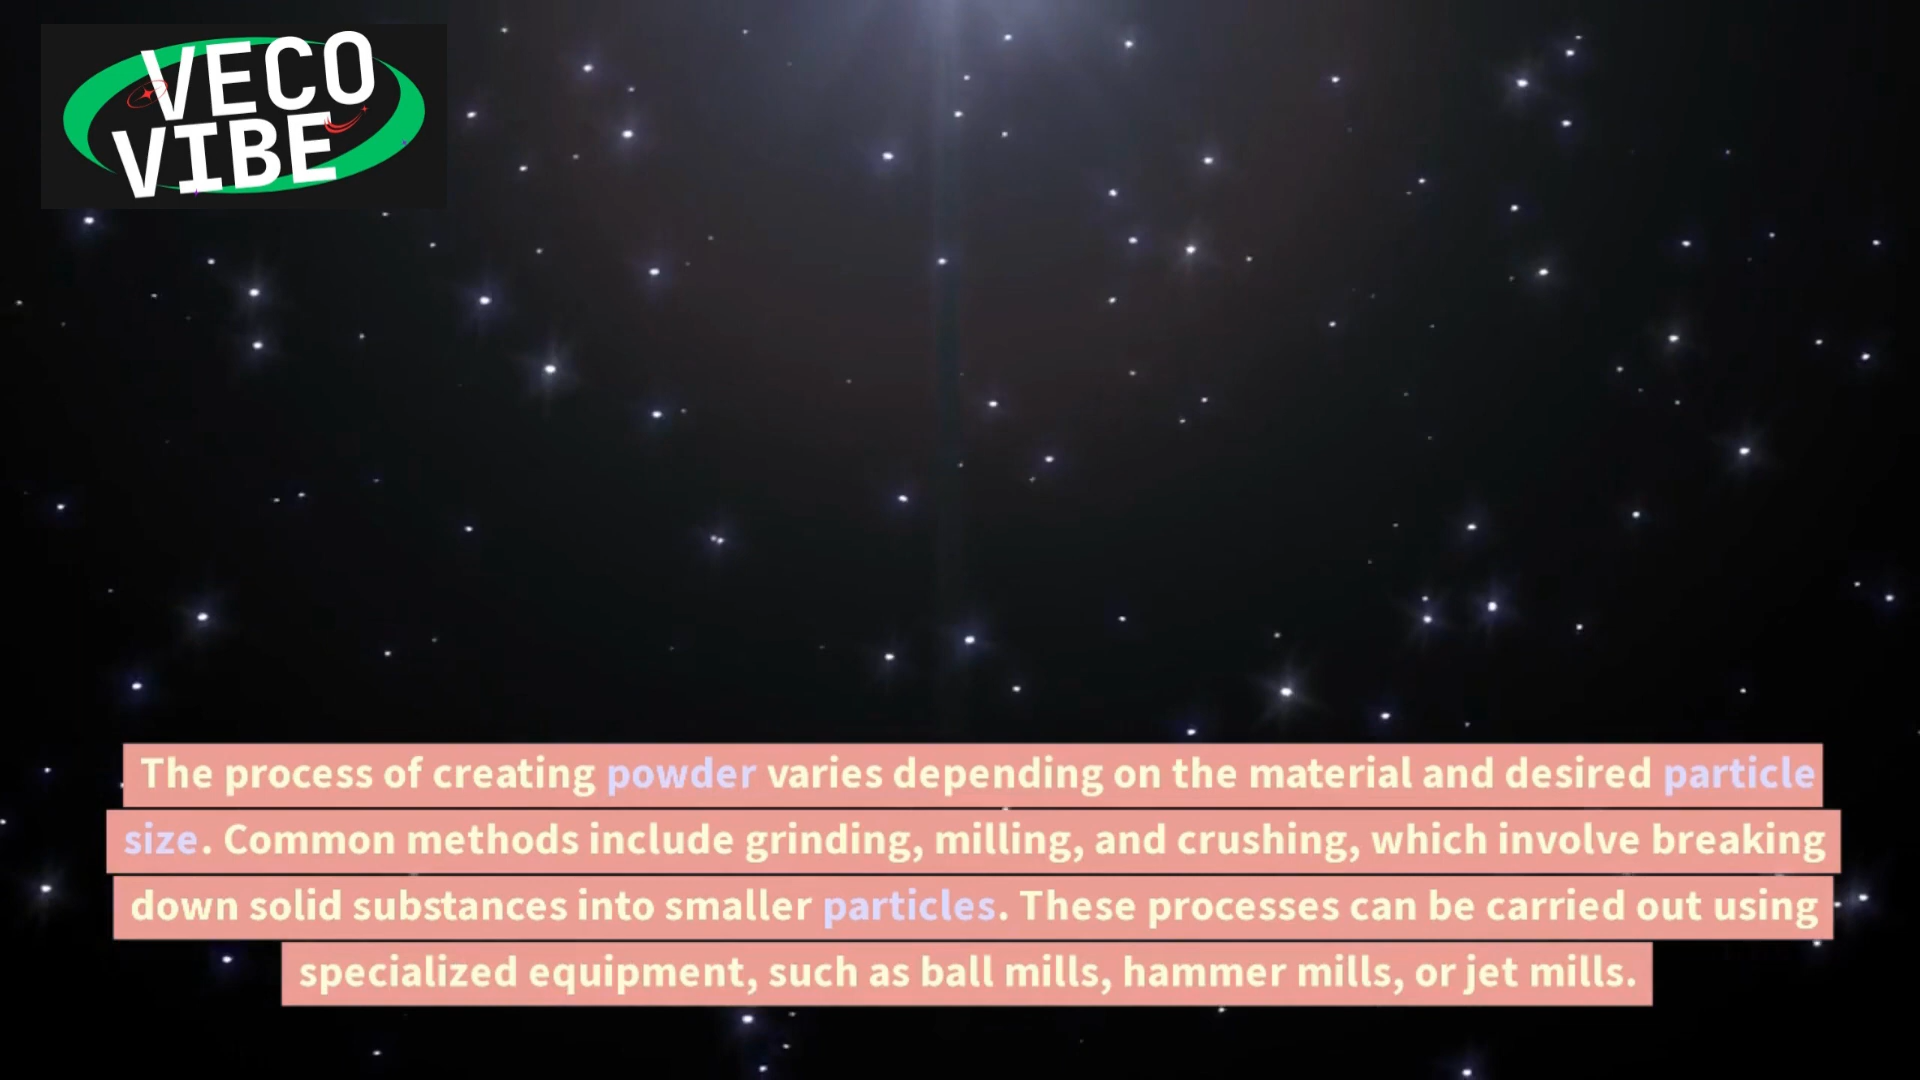 VECO
VIBE
The process of creating powder varies depending on the material and desired particle
size. Common methods include grinding, milling, and crushing, which involve breaking
down solid substances into smaller particles. These processes can be carried out using
specialized equipment, such as ball mills, hammer mills, or jet mills.